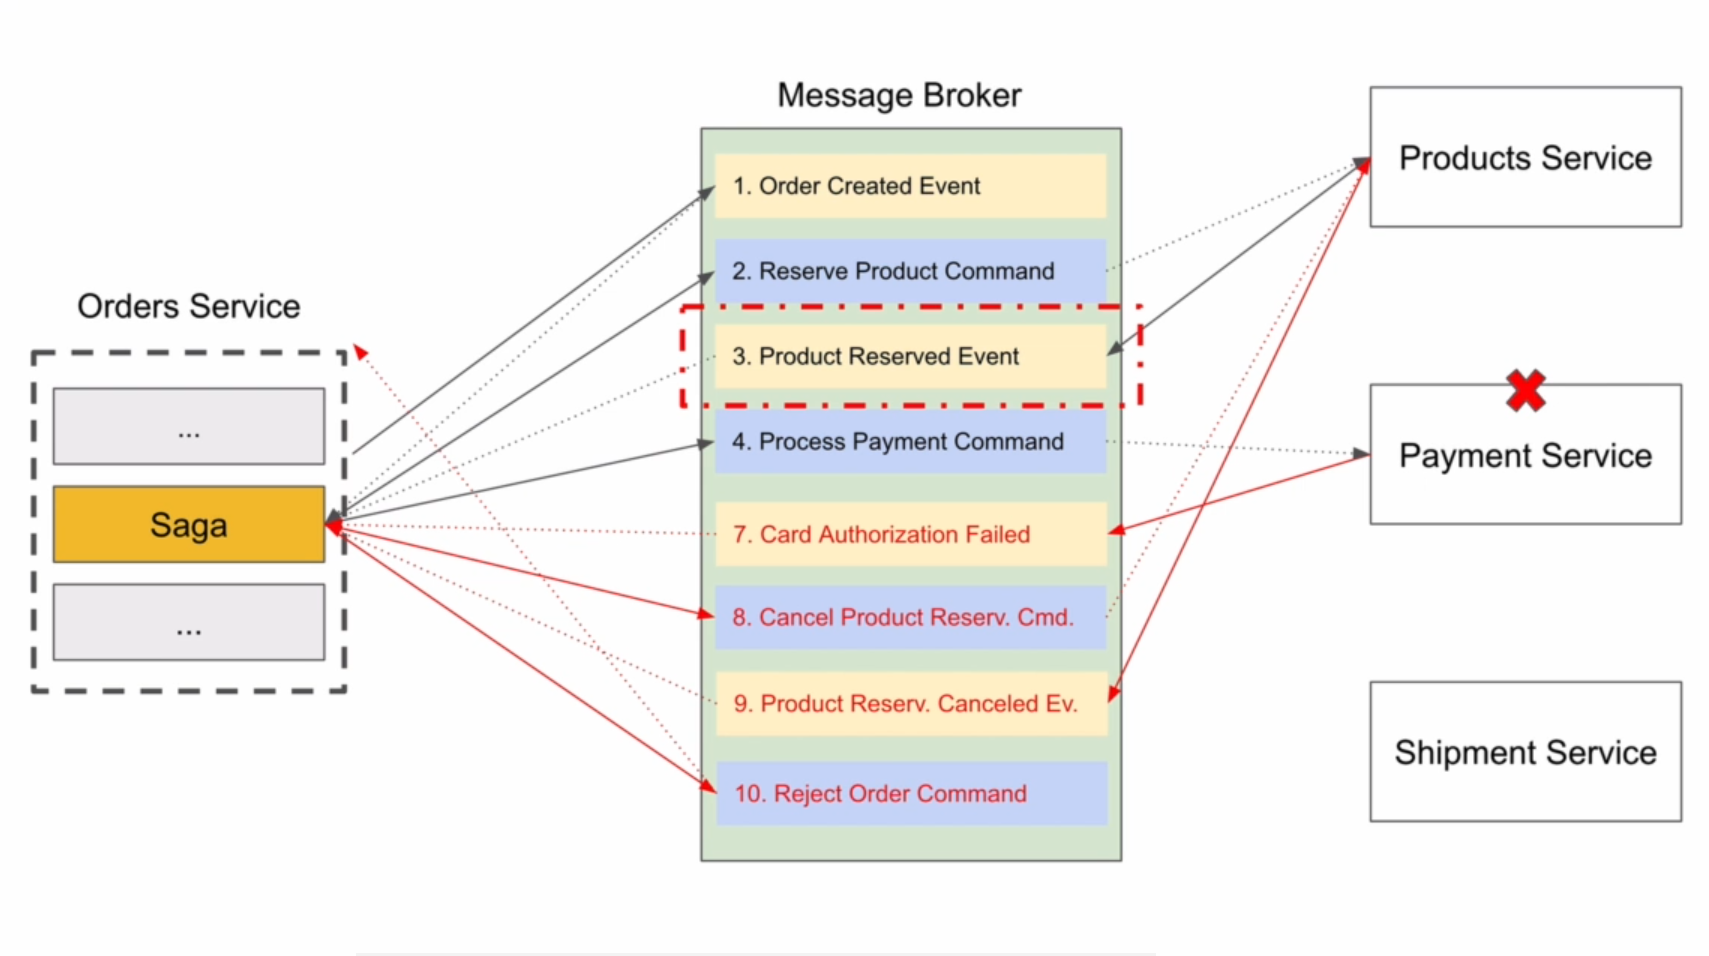 Message Broker
Orders Service
...
Saga
...
1. Order Created Event
2. Reserve Product Command
3. Product Reserved Event
4. Process Payment Command
7. Card Authorization Failed
8. Cancel Product Reserv. Cmd.
9. Product Reserv. Canceled Ev.
10. Reject Order Command
Products Service
Payment Service
Shipment Service